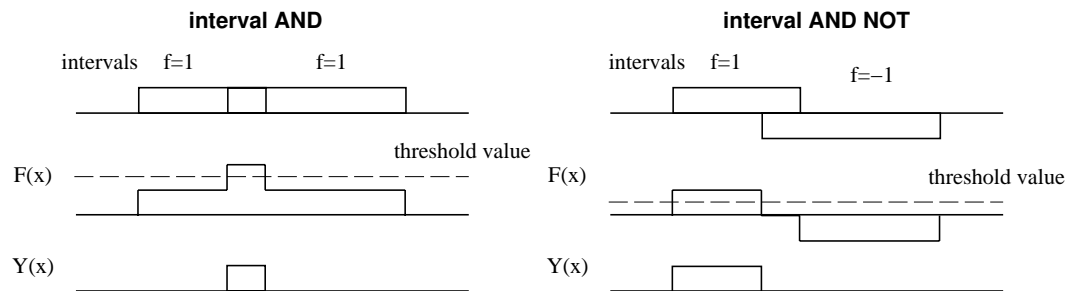 interval AND
intervals f=1 f=1
threshold value
F(x)
Y(x)
interval AND NOT
intervals f=1
f=−1
F(x)
threshold value
Y(x)